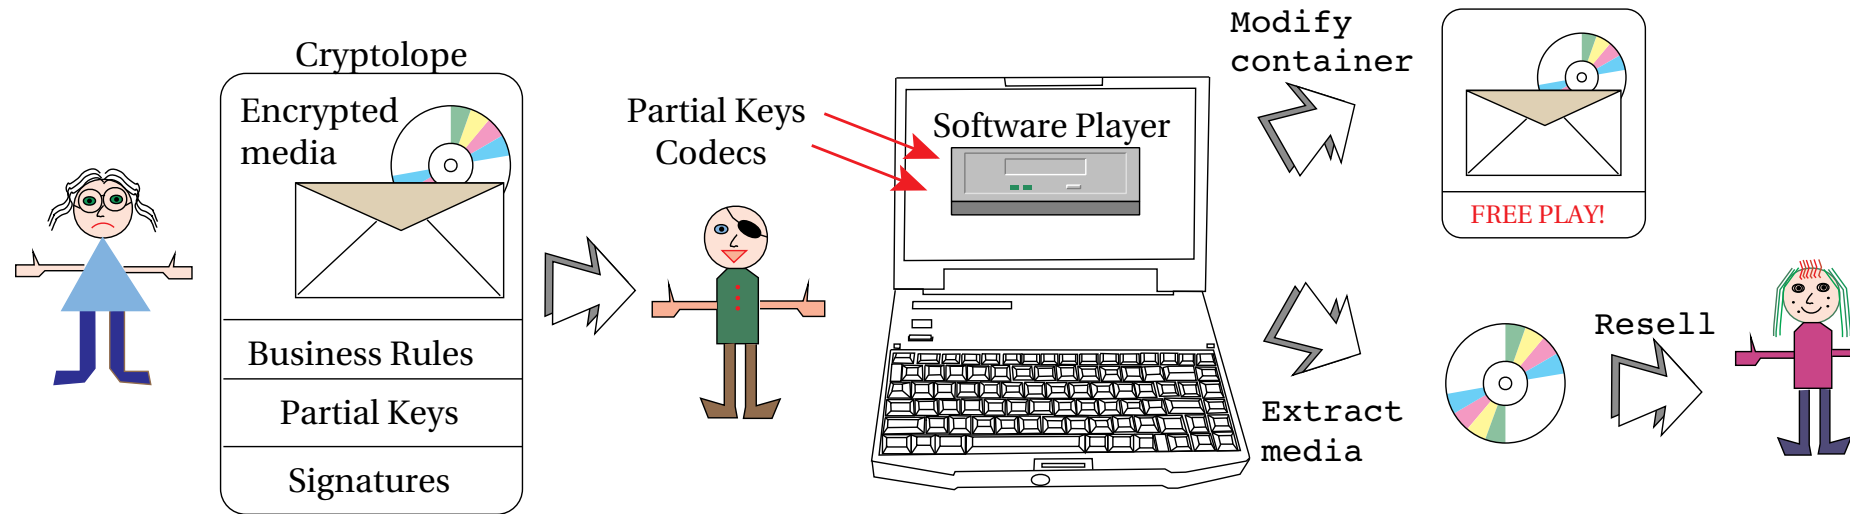 Cryptolope
Encrypted
media
Business Rules
Partial Keys
Signatures
Partial Keys
Codecs
Software Player
Modify
container
FREE PLAY!
Extract
media
Resell